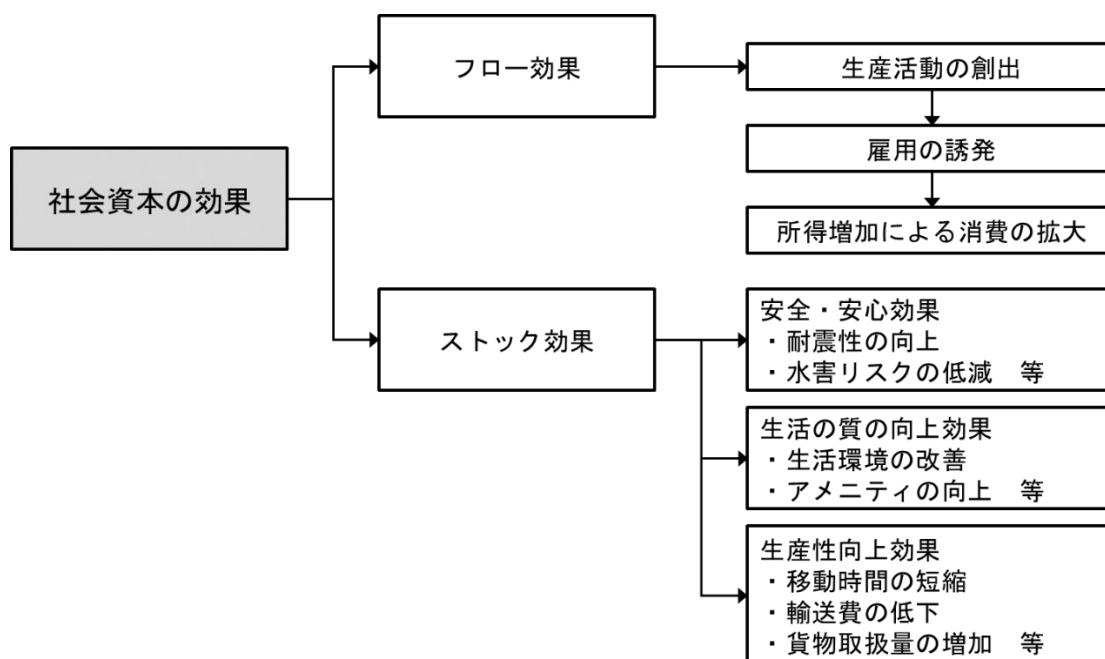 社会資本の効果
フロー効果
生産活動の創出
雇用の誘発
所得増加による消費の拡大
ストック効果
安全・安心効果
・耐震性の向上
・水害リスクの低減　等
生活の質の向上効果
・生活環境の改善
・アメニティの向上　等
生産性向上効果
・移動時間の短縮
・輸送費の低下
・貨物取扱量の増加　等